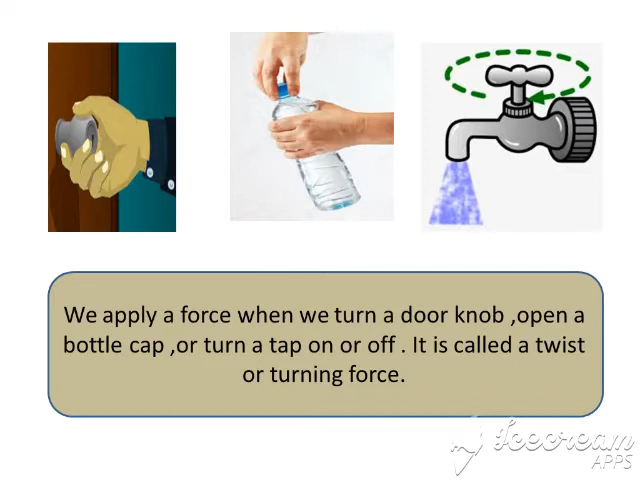 We apply a force when we turn a door knob ,open a
bottle cap ,or turn a tap on or off . It is called a twist
or turning force.
Icecream
APPS